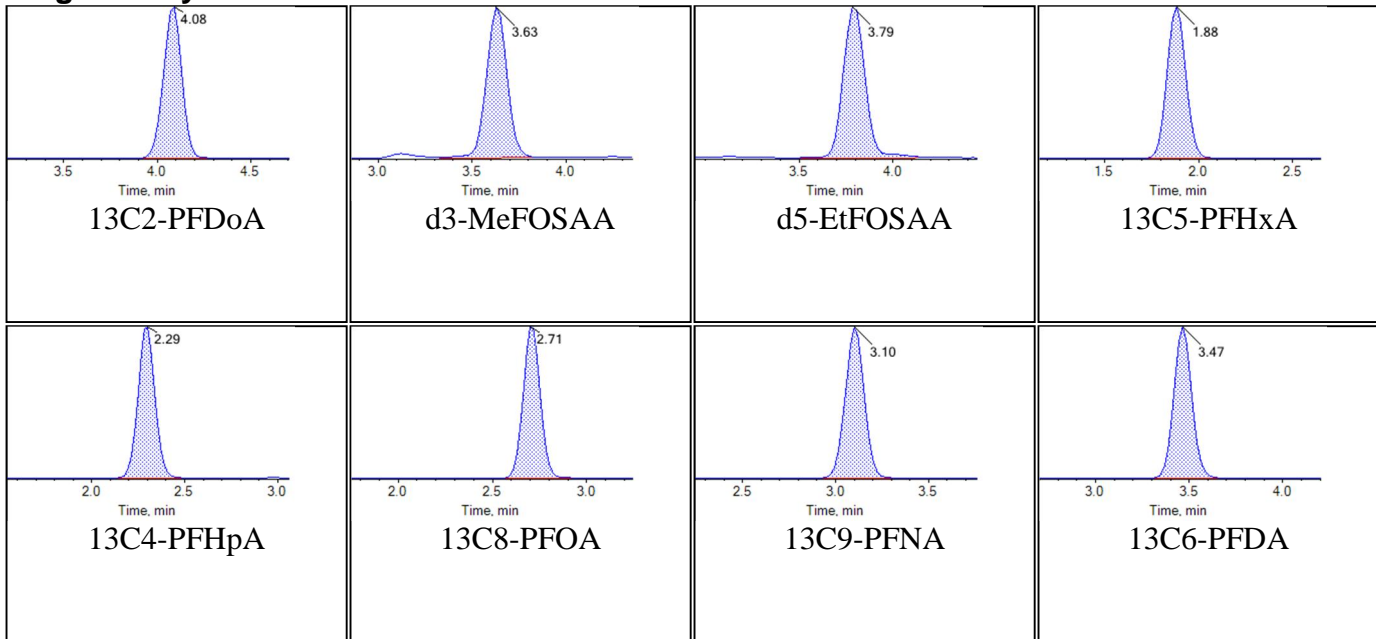 4.08
3.5 4.0 4.5
Time, min
13C2-PFDoA
3.63
3.0 3.5 4.0
Time, min
d3-MeFOSAA
3.79
3.5 4.0
Time, min
d5-EtFOSAA
1.88
1.5 2.0 2.5
Time, min
13C5-PFHxA
2.29
2.0 2.5 3.0
Time, min
13C4-PFHpA
2.71
2.0 2.5 3.0
Time, min
13C8-PFOA
3.10
2.5 3.0 3.5
Time, min
13C9-PFNA
3.47
3.0 3.5 4.0
Time, min
13C6-PFDA